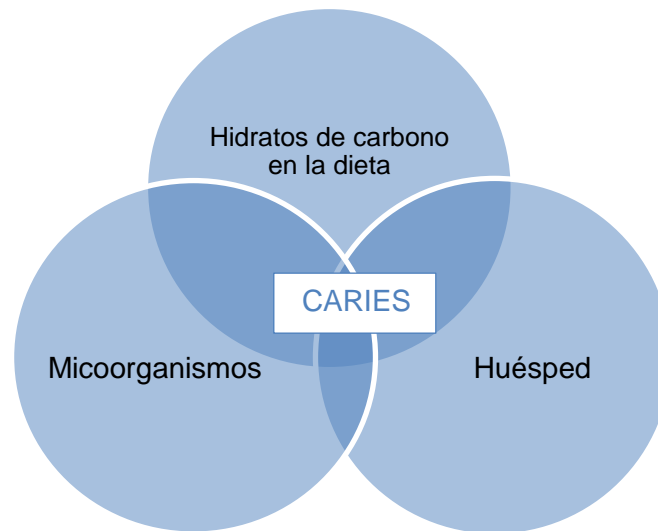 Hidratos de carbono
en la dieta
CARIES
Micoorganismos
Huésped